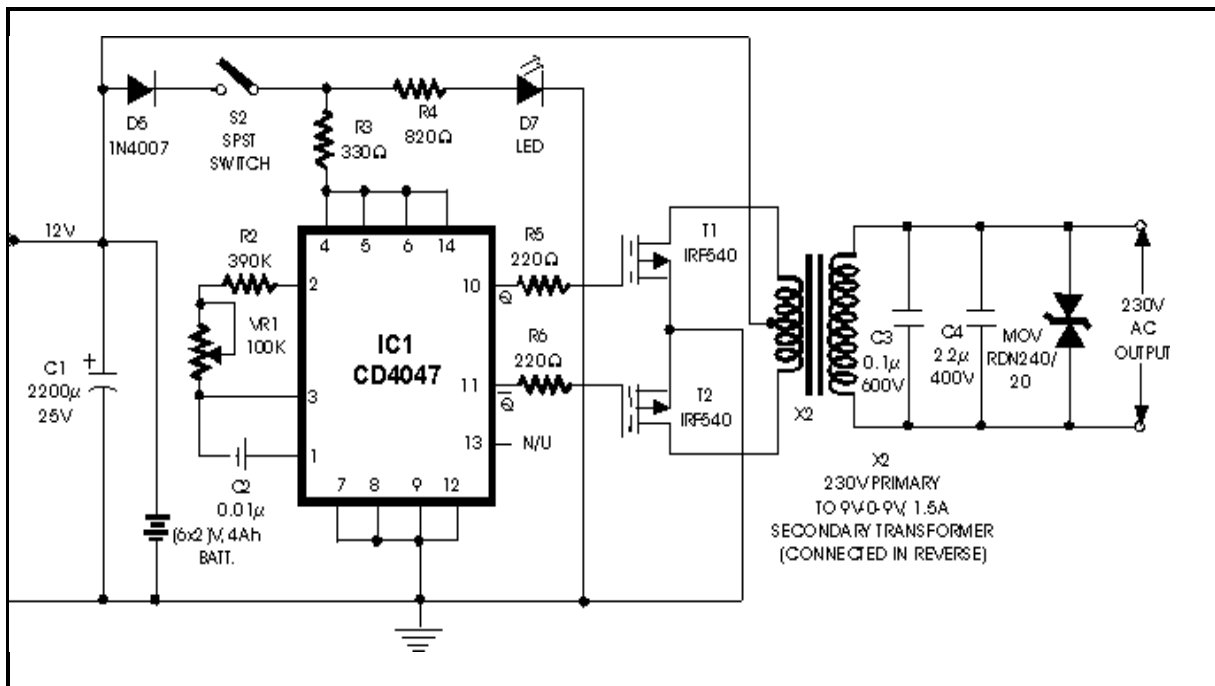 D5
1N4007
S2
SPST
SWITCH
R3
330Ω
R4
820Ω
D7
LED
12V
R2
390K
VR1
100K
C1
+
2200μ
25V
4
5
6
14
2
3
1
10
Q
11
Q̅
13
N/U
IC1
CD4047
7
8
9
12
C2
0.01μ
(6x2)V, 4Ah
BATT.
R5
220Ω
R6
220Ω
T1
IRF540
T2
IRF540
X2
C3
0.1μ
600V
C4
2.2μ
400V
MOV
RDN240/
20
230V
AC
OUTPUT
X2
230V PRIMARY
TO 9V-0-9V, 1.5A
SECONDARY TRANSFORMER
(CONNECTED IN REVERSE)